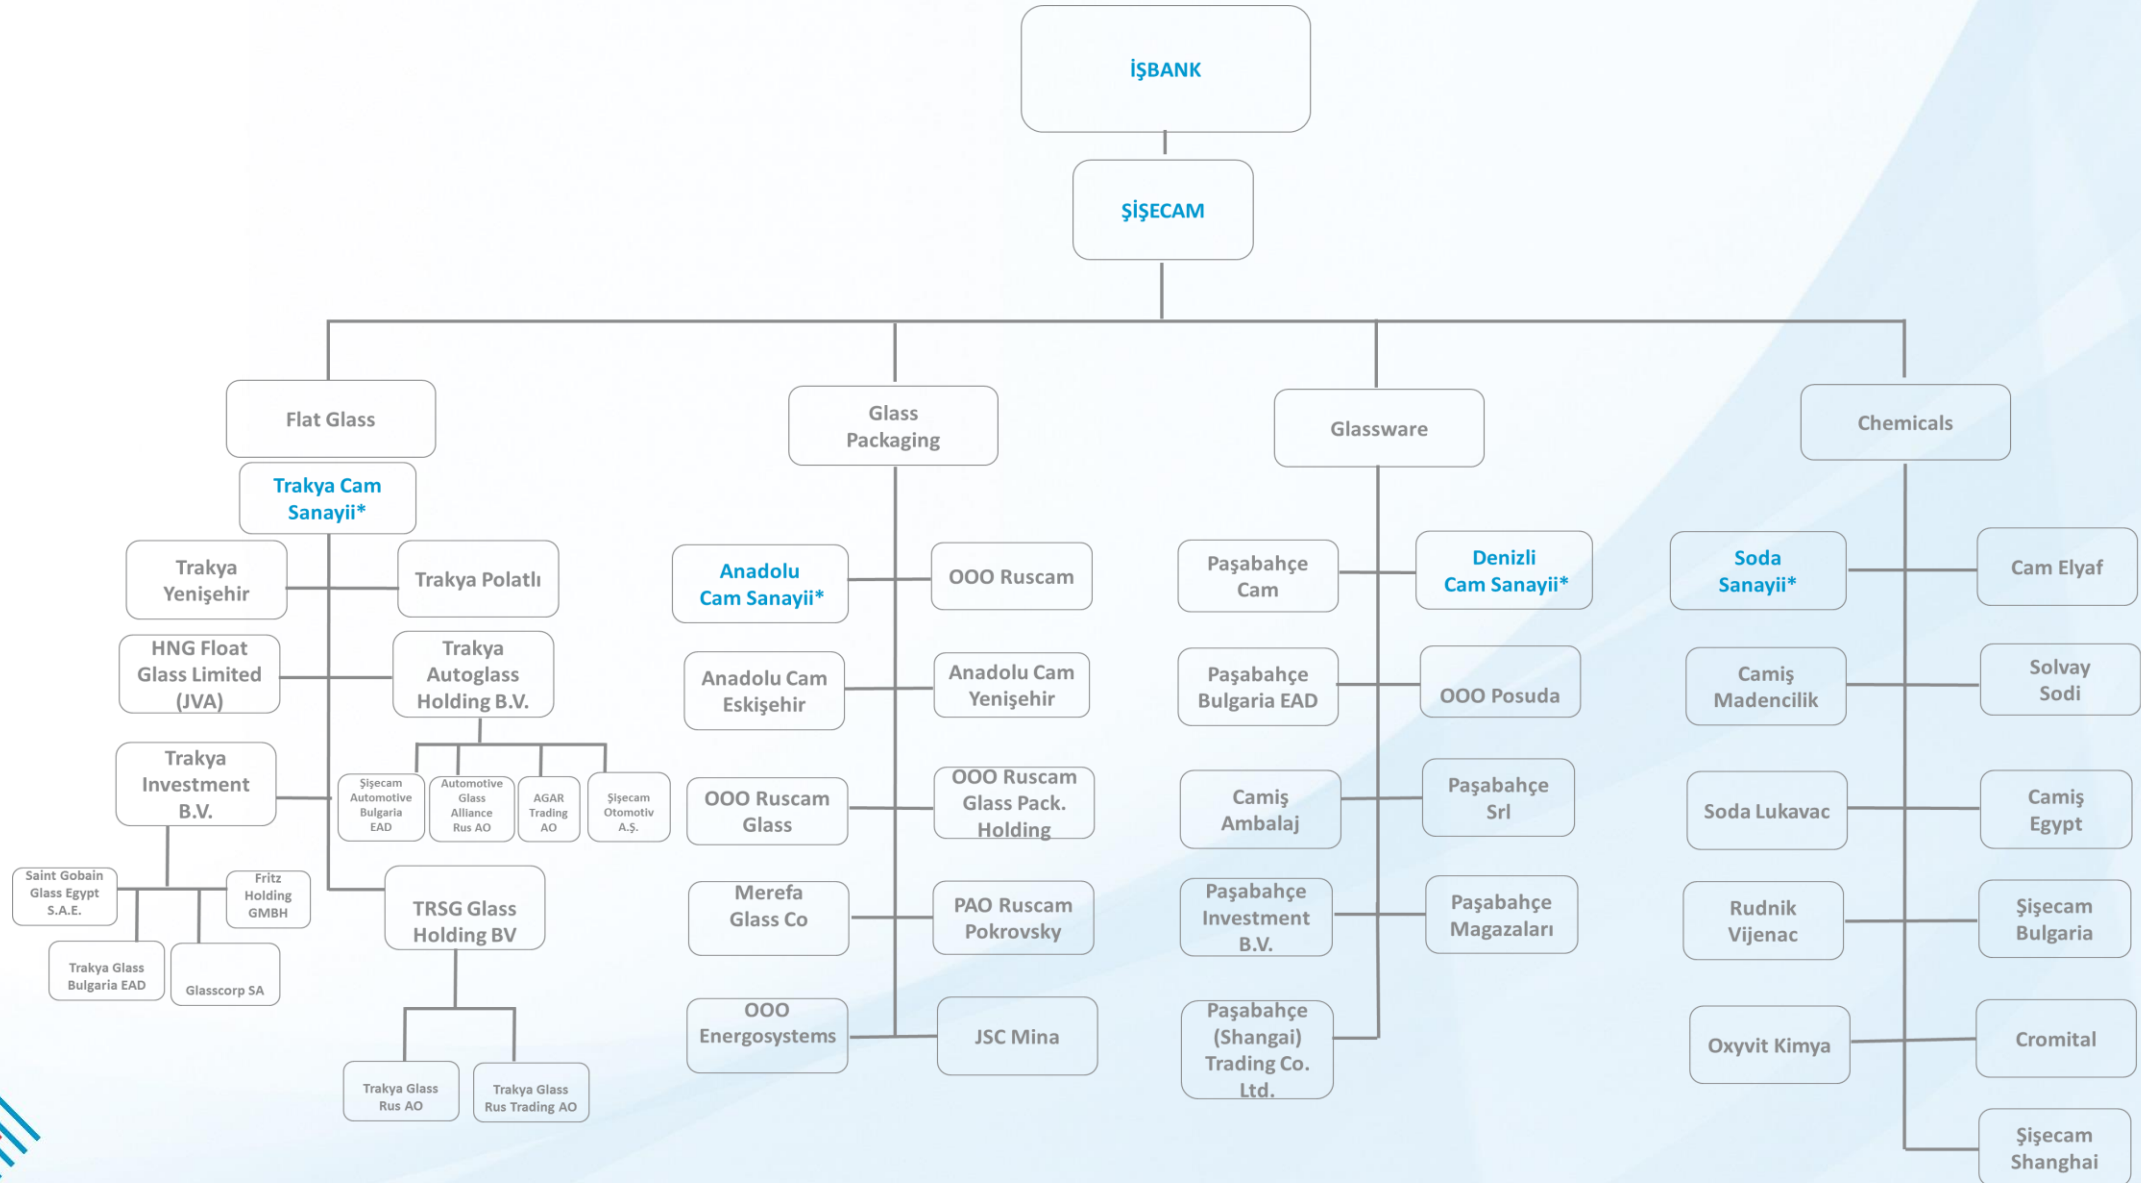 İŞBANK
ŞİŞECAM
Flat Glass
Trakya Cam
Sanayii*
Trakya
Yenişehir
Trakya Polatlı
HNG Float
Glass Limited
(JVA)
Trakya
Autoglass
Holding B.V.
Trakya
Investment
B.V.
Şişecam
Automotive
Bulgaria
EAD
Automotive
Glass
Alliance
Rus AO
AGAR
Trading
AO
Şişecam
Otomotiv
A.Ş.
Saint Gobain
Glass Egypt
S.A.E.
Fritz
Holding
GMBH
Trakya Glass
Bulgaria EAD
Glasscorp SA
TRSG Glass
Holding BV
Trakya Glass
Rus AO
Trakya Glass
Rus Trading AO
Glass
Packaging
Anadolu
Cam Sanayii*
OOO Ruscam
Anadolu Cam
Eskişehir
Anadolu Cam
Yenişehir
OOO Ruscam
Glass
OOO Ruscam
Glass Pack.
Holding
Merefa
Glass Co
PAO Ruscam
Pokrovsky
OOO
Energosystems
JSC Mina
Glassware
Paşabahçe
Cam
Denizli
Cam Sanayii*
Paşabahçe
Bulgaria EAD
OOO Posuda
Camiş
Ambalaj
Paşabahçe
Srl
Paşabahçe
Investment
B.V.
Paşabahçe
Magazaları
Paşabahçe
(Shangai)
Trading Co.
Ltd.
Chemicals
Soda
Sanayii*
Cam Elyaf
Camiş
Madencilik
Solvay
Sodi
Soda Lukavac
Camiş
Egypt
Rudnik
Vijenac
Şişecam
Bulgaria
Oxyvit Kimya
Cromital
Şişecam
Shanghai